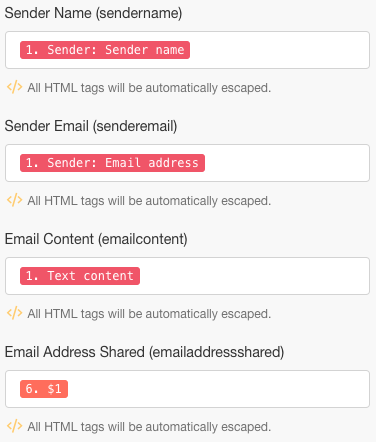 Sender Name (sendername)
1. Sender: Sender name
</> All HTML tags will be automatically escaped.
Sender Email (senderemail)
1. Sender: Email address
</> All HTML tags will be automatically escaped.
Email Content (emailcontent)
1. Text content
</> All HTML tags will be automatically escaped.
Email Address Shared (emailaddressshared)
6. $1
</> All HTML tags will be automatically escaped.